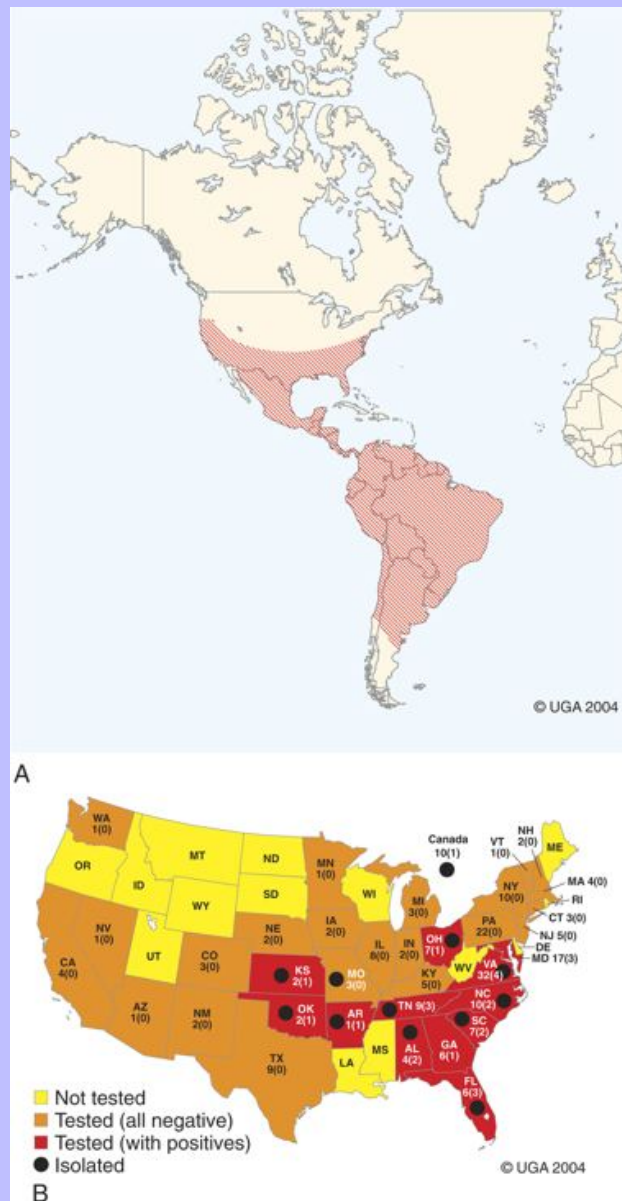 © UGA 2004
A
WA
1(0)
OR
ID
MT
WY
ND
SD
NV
1(0)
UT
CA
4(0)
AZ
1(0)
CO
3(0)
NM
2(0)
NE
2(0)
KS
2(1)
OK
2(1)
TX
9(0)
MN
1(0)
IA
2(0)
MO
3(0)
AR
1(1)
LA
WI
IL
8(0)
MS
MI
3(0)
IN
2(0)
KY
5(0)
TN 9(3)
AL
4(2)
OH
7(1)
WV
GA
6(1)
FL
6(3)
SC
7(2)
NC
10(2)
VA
32(4)
PA
22(0)
NY
10(0)
Canada
10(1)
VT
1(0)
NH
2(0)
ME
MA 4(0)
RI
CT 3(0)
NJ 5(0)
DE
MD 17(3)
Not tested
Tested (all negative)
Tested (with positives)
Isolated
© UGA 2004
B